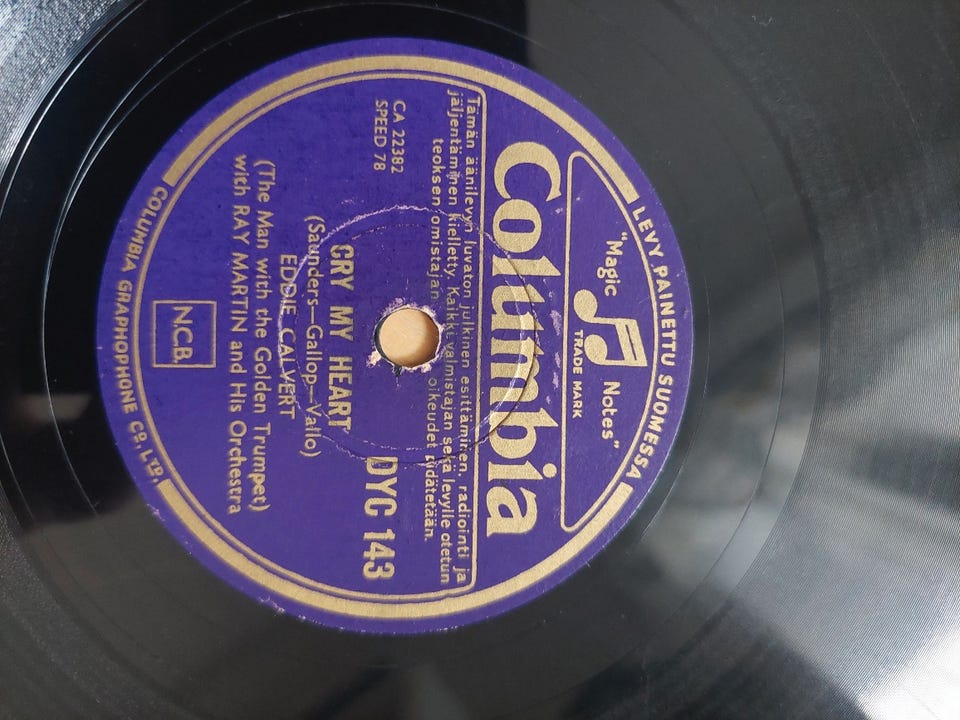 LEVY PAINETTU SUOMESSA
"Magic Notes"
TRADE MARK
Columbia
Tämän äänilevyn luvaton julkinen esittäminen, radiointi ja
jäljentäminen kielletty. Kaikki valmistajan sekä levylle otetun
teoksen omistajan oikeudet pidätetään.
CA 22382
SPEED 78
DYC 143
CRY MY HEART
(Saunders—Gallop—Vatlo)
EDDIE CALVERT
(The Man with the Golden Trumpet)
with RAY MARTIN and His Orchestra
N.C.B.
COLUMBIA GRAPHOPHONE CO., LTD.